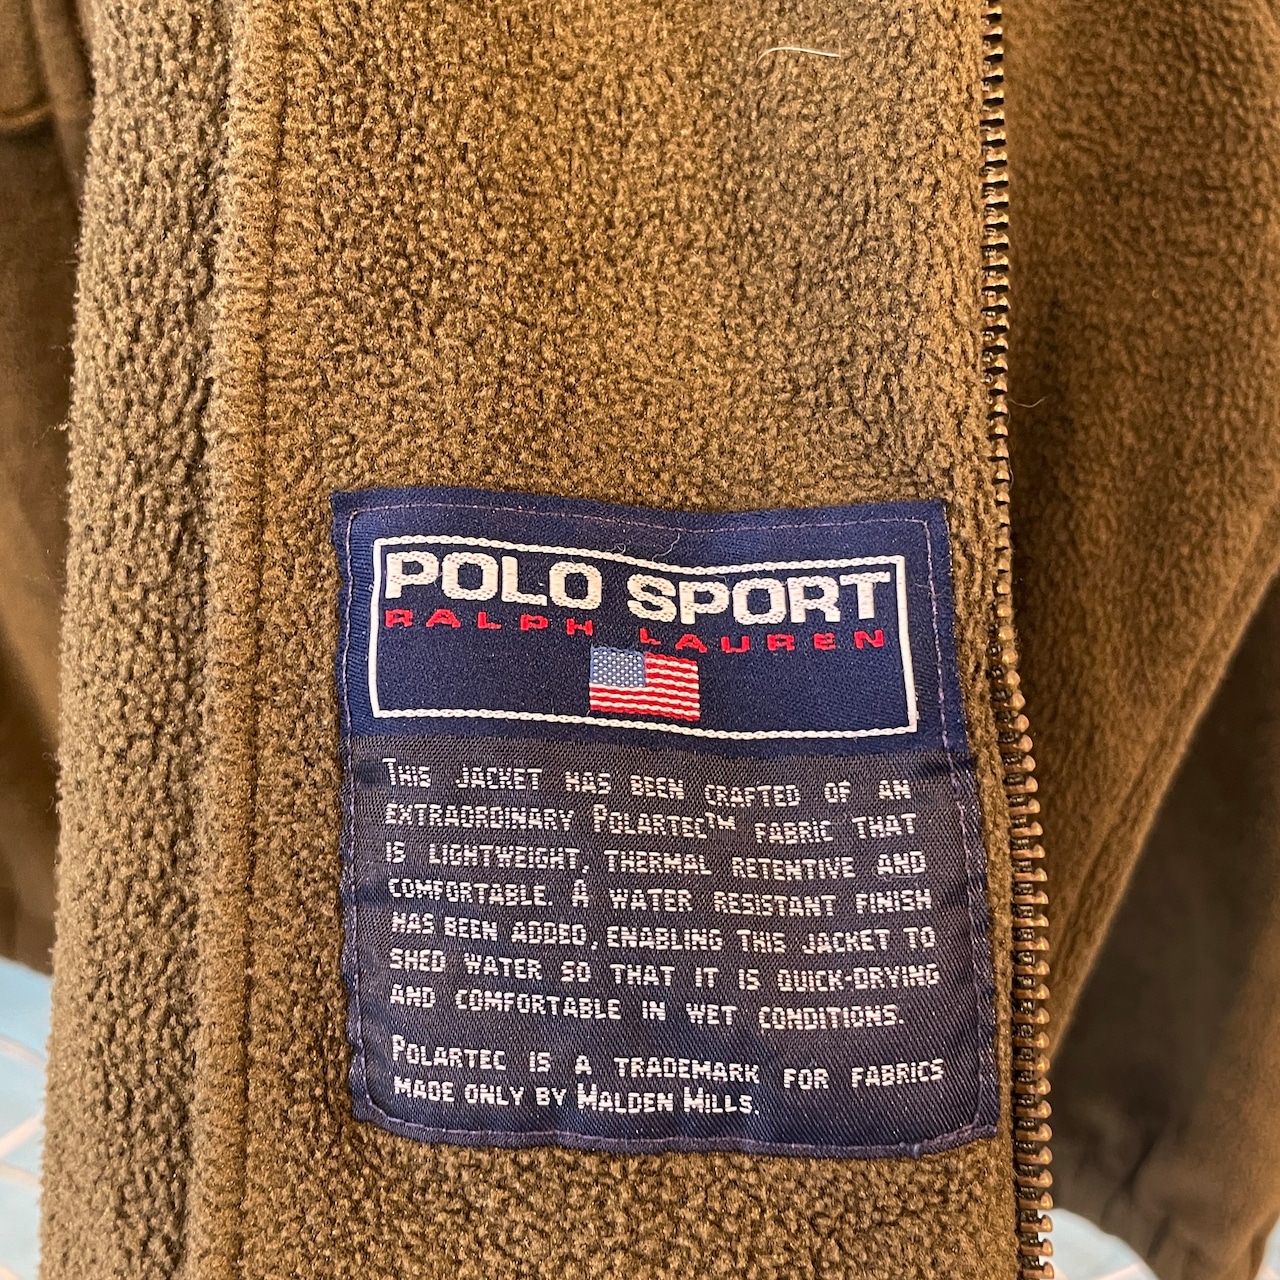 POLO SPORT
RALPH LAUREN
THIS JACKET HAS BEEN CRAFTED OF AN
EXTRAORDINARY POLARTEC™ FABRIC THAT
IS LIGHTWEIGHT, THERMAL RETENTIVE AND
COMFORTABLE. A WATER RESISTANT FINISH
HAS BEEN ADDED, ENABLING THIS JACKET TO
SHED WATER SO THAT IT IS QUICK-DRYING
AND COMFORTABLE IN WET CONDITIONS.
POLARTEC IS A TRADEMARK FOR FABRICS
MADE ONLY BY MALDEN MILLS.